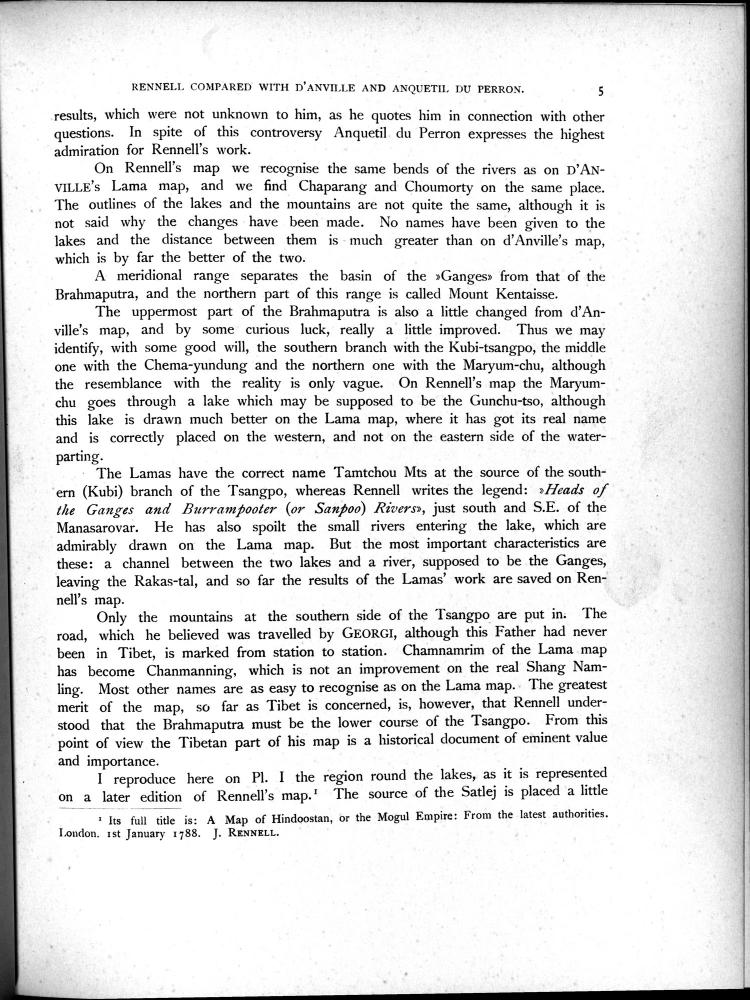 RENNELL COMPARED WITH D'ANVILLE AND ANQUETIL DU PERRON. 5
results, which were not unknown to him, as he quotes him in connection with other
questions. In spite of this controversy Anquetil du Perron expresses the highest
admiration for Rennell's work.
On Rennell's map we recognise the same bends of the rivers as on D'AN-
VILLE's Lama map, and we find Chaparang and Choumorty on the same place.
The outlines of the lakes and the mountains are not quite the same, although it is
not said why the changes have been made. No names have been given to the
lakes and the distance between them is much greater than on d'Anville's map,
which is by far the better of the two.
A meridional range separates the basin of the »Ganges» from that of the
Brahmaputra, and the northern part of this range is called Mount Kentaisse.
The uppermost part of the Brahmaputra is also a little changed from d'An-
ville's map, and by some curious luck, really a little improved. Thus we may
identify, with some good will, the southern branch with the Kubi-tsangpo, the middle
one with the Chema-yundung and the northern one with the Maryum-chu, although
the resemblance with the reality is only vague. On Rennell's map the Maryum-
chu goes through a lake which may be supposed to be the Gunchu-tso, although
this lake is drawn much better on the Lama map, where it has got its real name
and is correctly placed on the western, and not on the eastern side of the water-
parting.
The Lamas have the correct name Tamtchou Mts at the source of the south-
ern (Kubi) branch of the Tsangpo, whereas Rennell writes the legend: »Heads of
the Ganges and Burrampooter (or Sanpoo) Rivers», just south and S.E. of the
Manasarovar. He has also spoilt the small rivers entering the lake, which are
admirably drawn on the Lama map. But the most important characteristics are
these: a channel between the two lakes and a river, supposed to be the Ganges,
leaving the Rakas-tal, and so far the results of the Lamas' work are saved on Ren-
nell's map.
Only the mountains at the southern side of the Tsangpo are put in. The
road, which he believed was travelled by GEORGI, although this Father had never
been in Tibet, is marked from station to station. Chamnamrim of the Lama map
has become Chanmanning, which is not an improvement on the real Shang Nam-
ling. Most other names are as easy to recognise as on the Lama map. The greatest
merit of the map, so far as Tibet is concerned, is, however, that Rennell under-
stood that the Brahmaputra must be the lower course of the Tsangpo. From this
point of view the Tibetan part of his map is a historical document of eminent value
and importance.
I reproduce here on Pl. I the region round the lakes, as it is represented
on a later edition of Rennell's map.¹ The source of the Satlej is placed a little
¹ Its full title is: A Map of Hindoostan, or the Mogul Empire: From the latest authorities.
London. 1st January 1788. J. RENNELL.